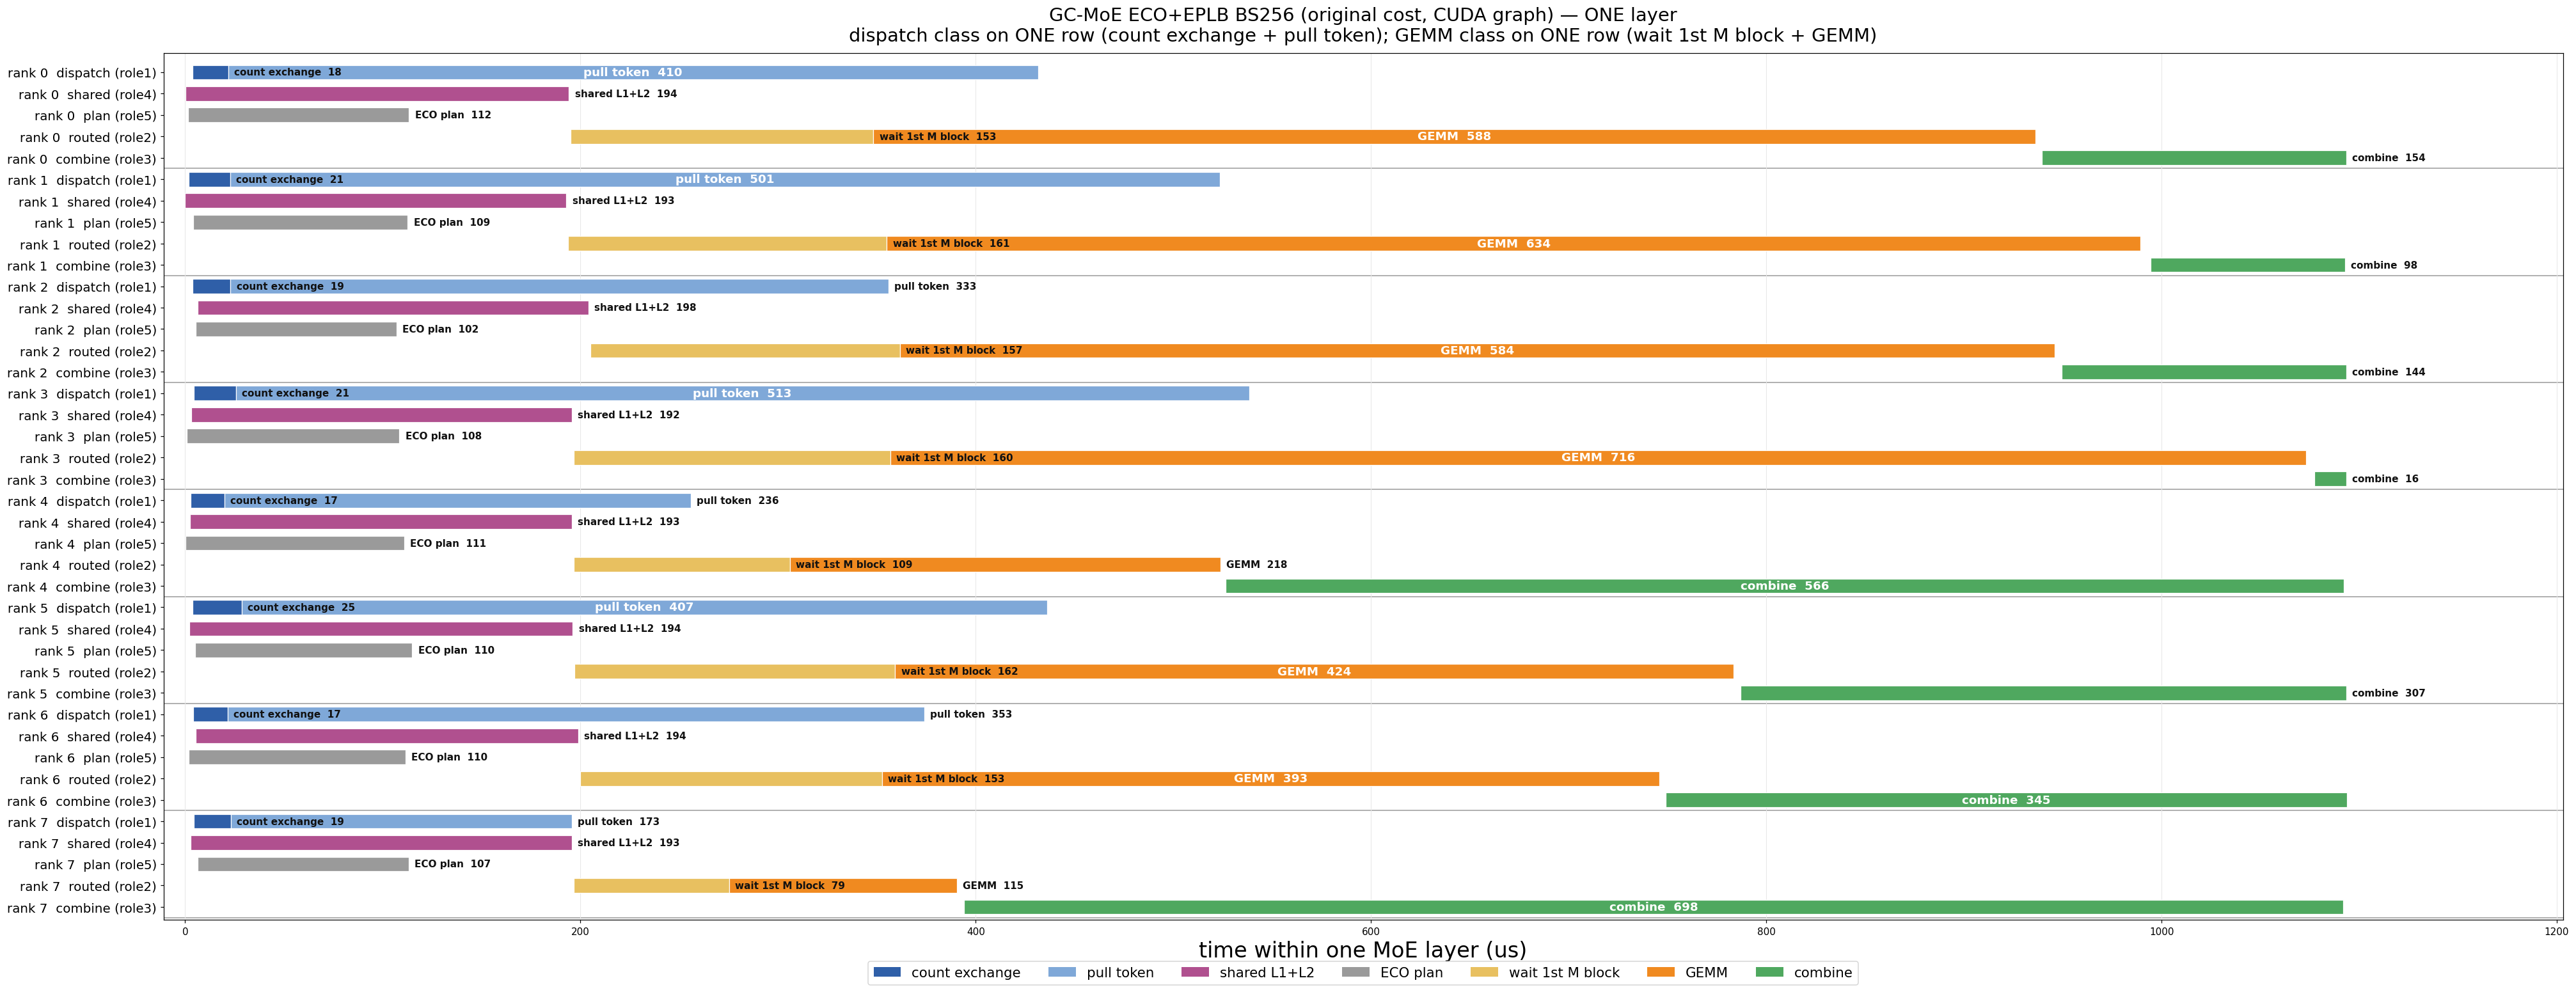 GC-MoE ECO+EPLB BS256 (original cost, CUDA graph) — ONE layer
dispatch class on ONE row (count exchange + pull token); GEMM class on ONE row (wait 1st M block + GEMM)
rank 0  dispatch (role1) count exchange  18 pull token  410
rank 0  shared (role4) shared L1+L2  194
rank 0  plan (role5) ECO plan  112
rank 0  routed (role2) wait 1st M block  153 GEMM  588
rank 0  combine (role3) combine  154
rank 1  dispatch (role1) count exchange  21 pull token  501
rank 1  shared (role4) shared L1+L2  193
rank 1  plan (role5) ECO plan  109
rank 1  routed (role2) wait 1st M block  161 GEMM  634
rank 1  combine (role3) combine  98
rank 2  dispatch (role1) count exchange  19 pull token  333
rank 2  shared (role4) shared L1+L2  198
rank 2  plan (role5) ECO plan  102
rank 2  routed (role2) wait 1st M block  157 GEMM  584
rank 2  combine (role3) combine  144
rank 3  dispatch (role1) count exchange  21 pull token  513
rank 3  shared (role4) shared L1+L2  192
rank 3  plan (role5) ECO plan  108
rank 3  routed (role2) wait 1st M block  160 GEMM  716
rank 3  combine (role3) combine  16
rank 4  dispatch (role1) count exchange  17 pull token  236
rank 4  shared (role4) shared L1+L2  193
rank 4  plan (role5) ECO plan  111
rank 4  routed (role2) wait 1st M block  109 GEMM  218
rank 4  combine (role3) combine  566
rank 5  dispatch (role1) count exchange  25 pull token  407
rank 5  shared (role4) shared L1+L2  194
rank 5  plan (role5) ECO plan  110
rank 5  routed (role2) wait 1st M block  162 GEMM  424
rank 5  combine (role3) combine  307
rank 6  dispatch (role1) count exchange  17 pull token  353
rank 6  shared (role4) shared L1+L2  194
rank 6  plan (role5) ECO plan  110
rank 6  routed (role2) wait 1st M block  153 GEMM  393
rank 6  combine (role3) combine  345
rank 7  dispatch (role1) count exchange  19 pull token  173
rank 7  shared (role4) shared L1+L2  193
rank 7  plan (role5) ECO plan  107
rank 7  routed (role2) wait 1st M block  79 GEMM  115
rank 7  combine (role3) combine  698
0 200 400 600 800 1000 1200
time within one MoE layer (us)
count exchange pull token shared L1+L2 ECO plan wait 1st M block GEMM combine